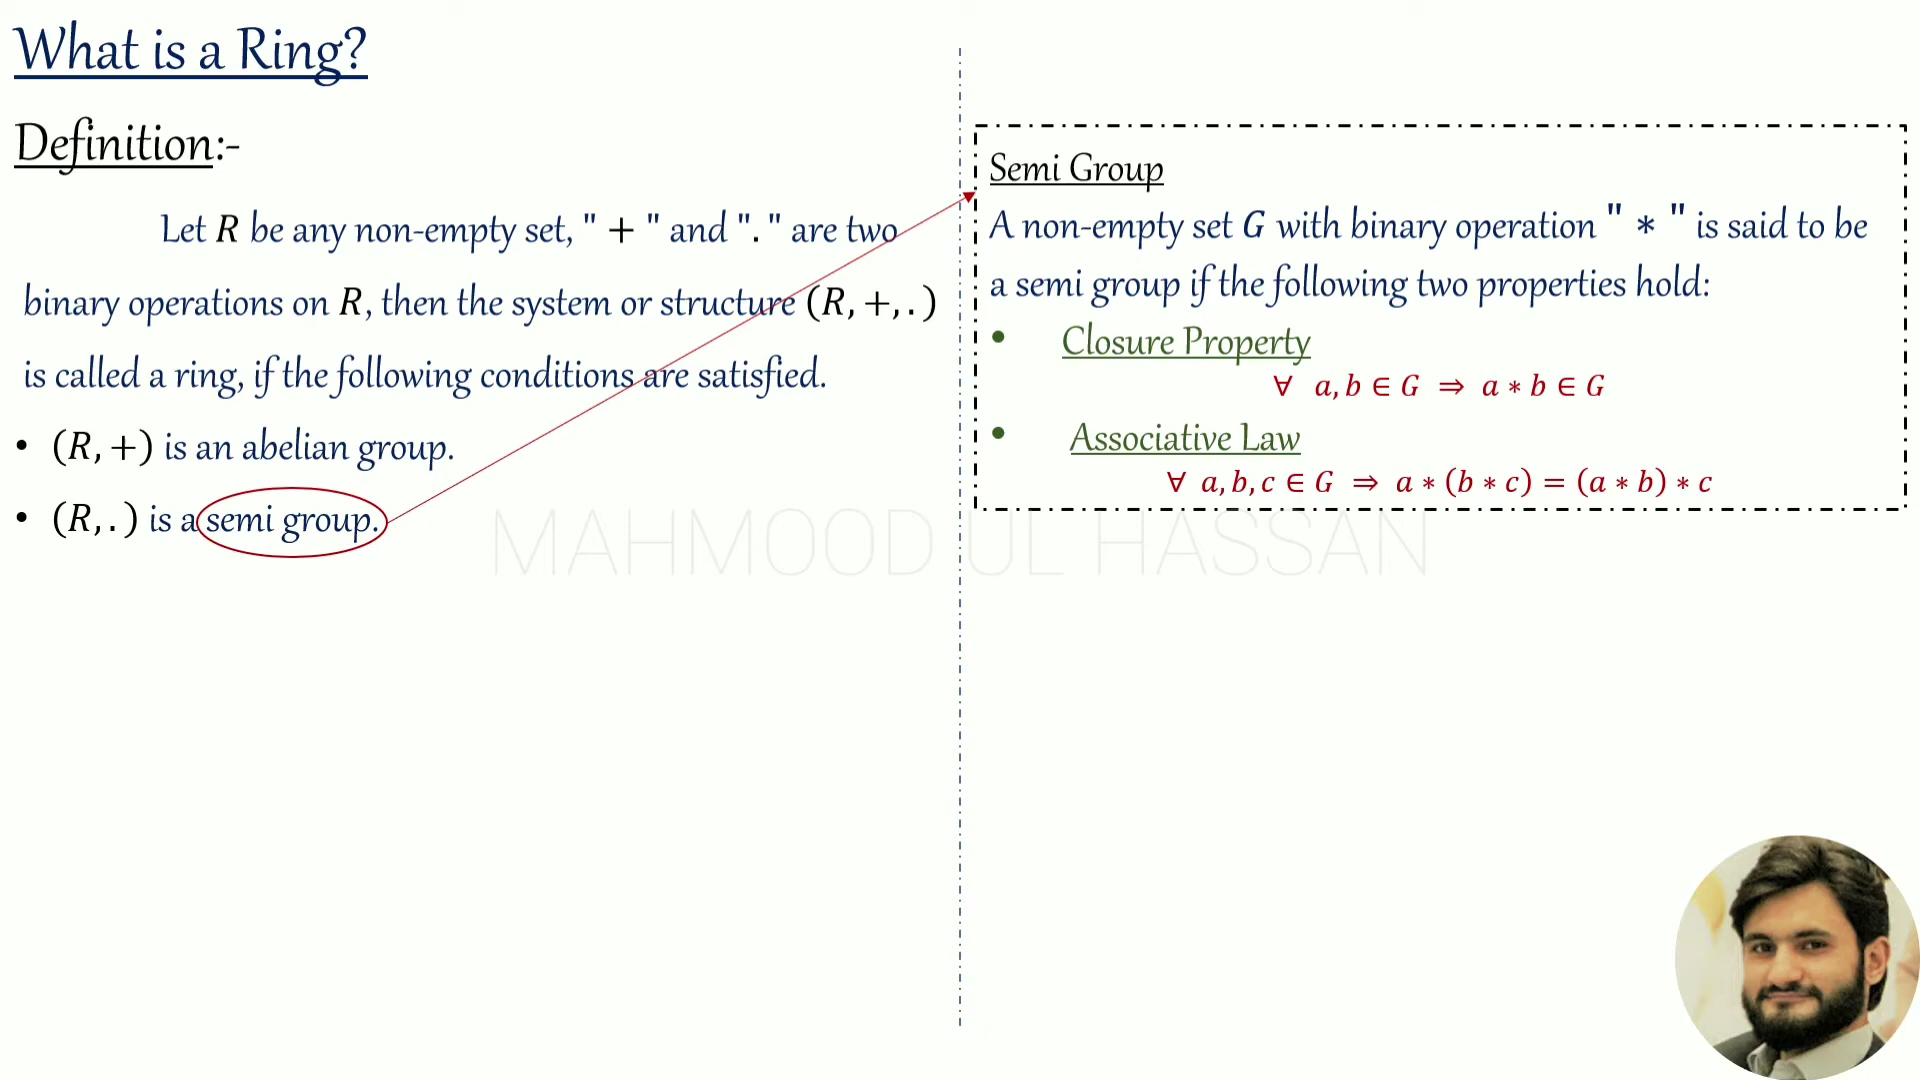 What is a Ring?
Definition:-
Let R be any non-empty set, " + " and "." are two
binary operations on R, then the system or structure (R, +, . )
is called a ring, if the following conditions are satisfied.
• (R, +) is an abelian group.
• (R, . ) is a semi group.
Semi Group
A non-empty set G with binary operation " ∗ " is said to be
a semi group if the following two properties hold:
• Closure Property
∀ a, b ∈ G ⇒ a ∗ b ∈ G
• Associative Law
∀ a, b, c ∈ G ⇒ a ∗ (b ∗ c) = (a ∗ b) ∗ c
MAHMOOD UL HASSAN